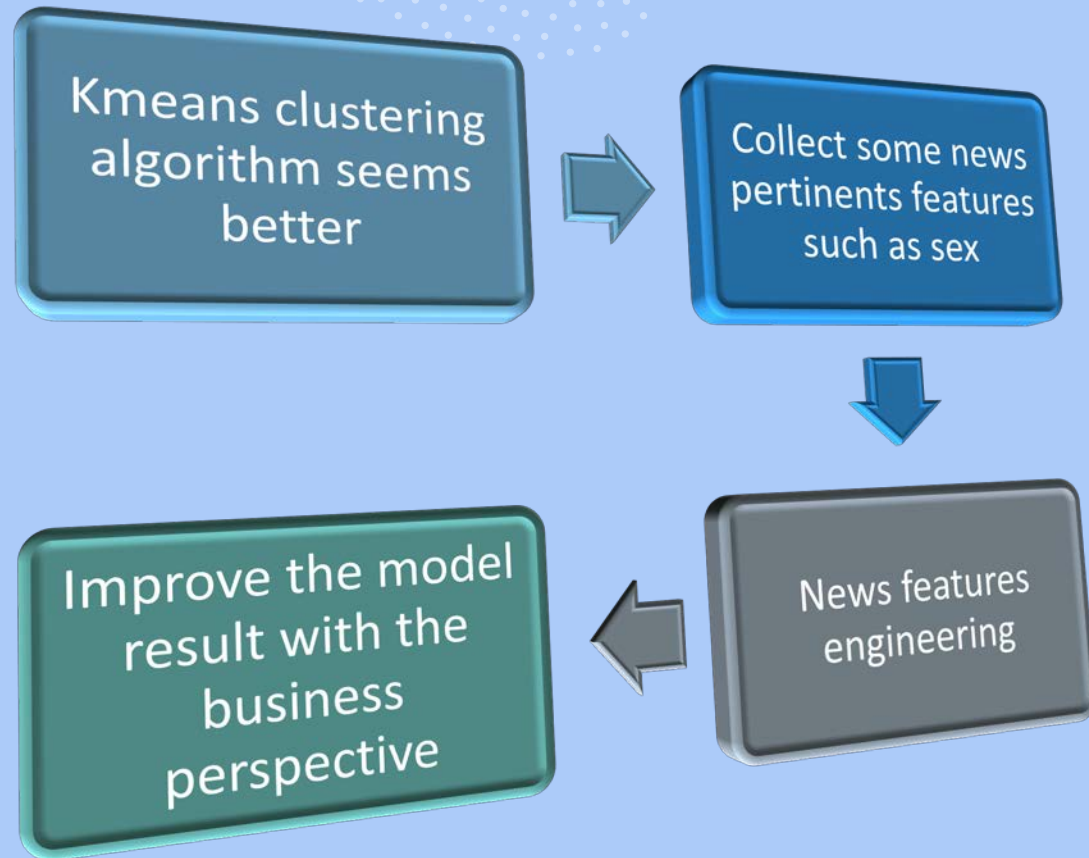 Kmeans clustering
algorithm seems
better
Collect some news
pertinents features
such as sex
News features
engineering
Improve the model
result with the
business
perspective